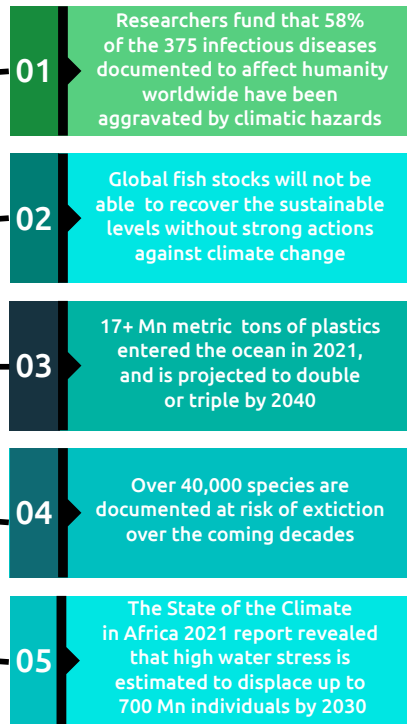 01
Researchers fund that 58%
of the 375 infectious diseases
documented to affect humanity
worldwide have been
aggravated by climatic hazards
02
Global fish stocks will not be
able to recover the sustainable
levels without strong actions
against climate change
03
17+ Mn metric tons of plastics
entered the ocean in 2021,
and is projected to double
or triple by 2040
04
Over 40,000 species are
documented at risk of extiction
over the coming decades
05
The State of the Climate
in Africa 2021 report revealed
that high water stress is
estimated to displace up to
700 Mn individuals by 2030